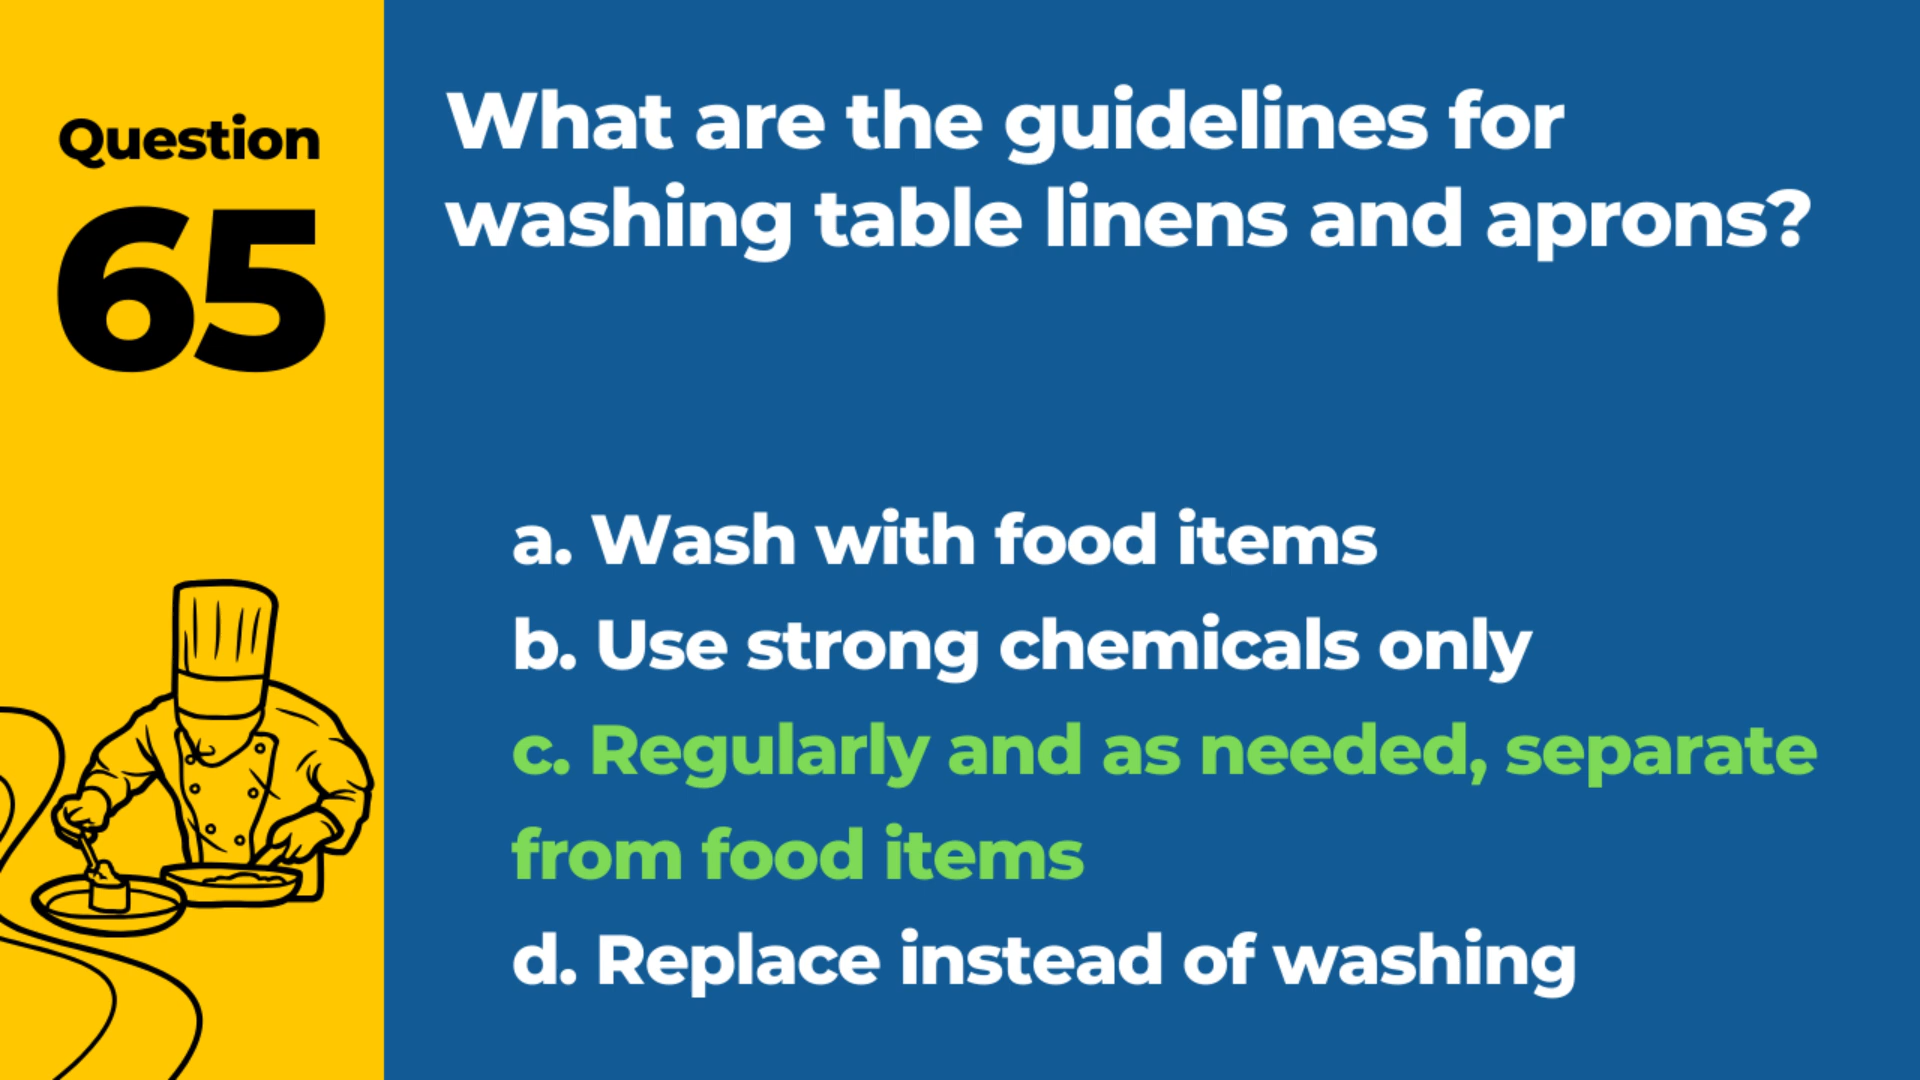 Question
65
What are the guidelines for
washing table linens and aprons?
a. Wash with food items
b. Use strong chemicals only
c. Regularly and as needed, separate
from food items
d. Replace instead of washing